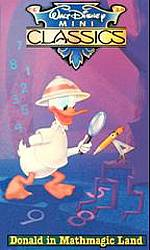 WALT DISNEY
MINI
CLASSICS
Donald in Mathmagic Land